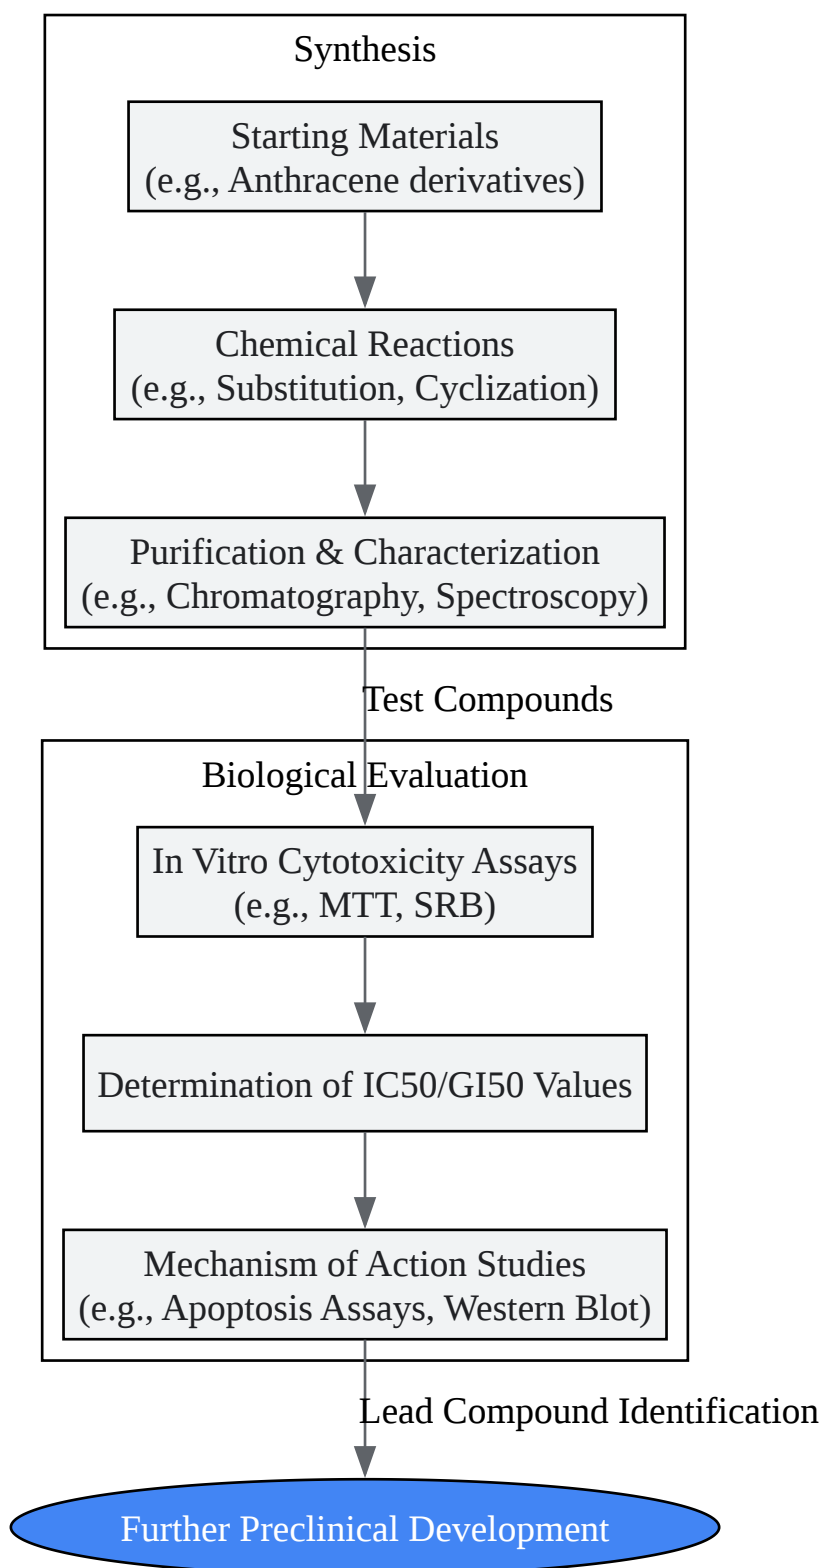 Synthesis
Starting Materials
(e.g., Anthracene derivatives)
Chemical Reactions
(e.g., Substitution, Cyclization)
Purification & Characterization
(e.g., Chromatography, Spectroscopy)
Test Compounds
Biological Evaluation
In Vitro Cytotoxicity Assays
(e.g., MTT, SRB)
Determination of IC50/GI50 Values
Mechanism of Action Studies
(e.g., Apoptosis Assays, Western Blot)
Lead Compound Identification
Further Preclinical Development